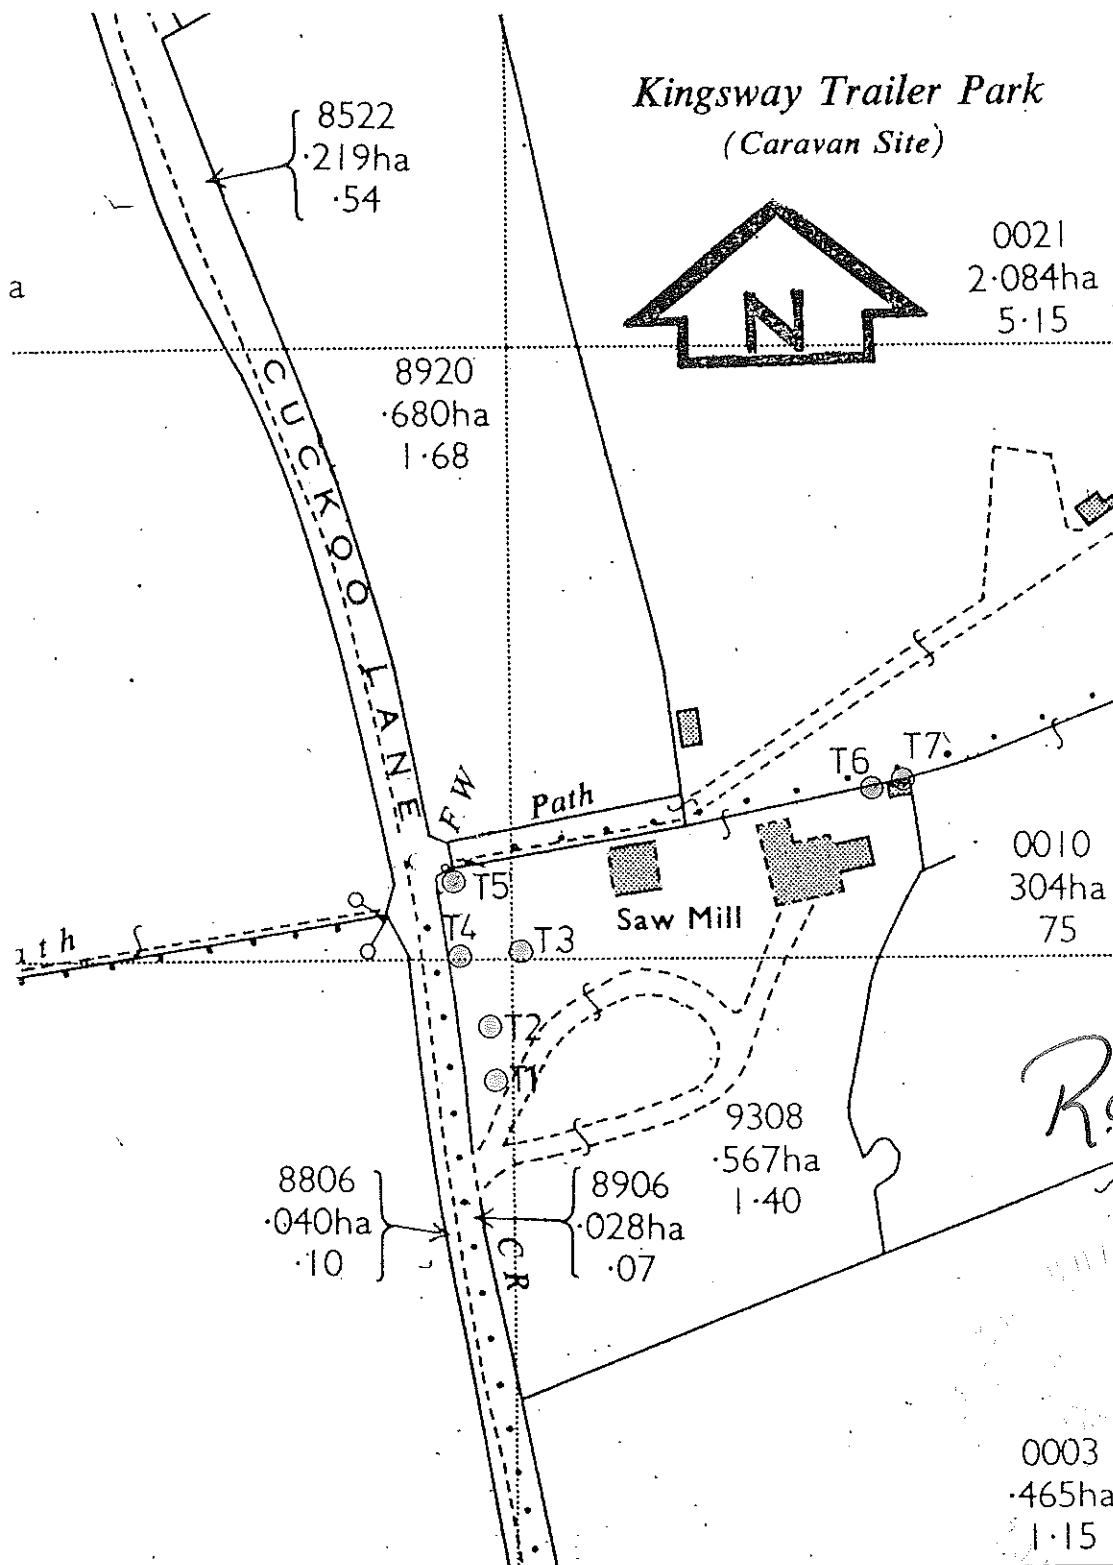 Kingsway Trailer Park
(Caravan Site)
8522
·219ha
·54
N
0021
2·084ha
5·15
a
8920
·680ha
1·68
CUCKOO LANE
FW
Path
T6
T7
T5
Saw Mill
0010
304ha
75
ath
T4
T3
T2
T1
9308
·567ha
1·40
8806
·040ha
·10
8906
·028ha
·07
CR
0003
·465ha
1·15